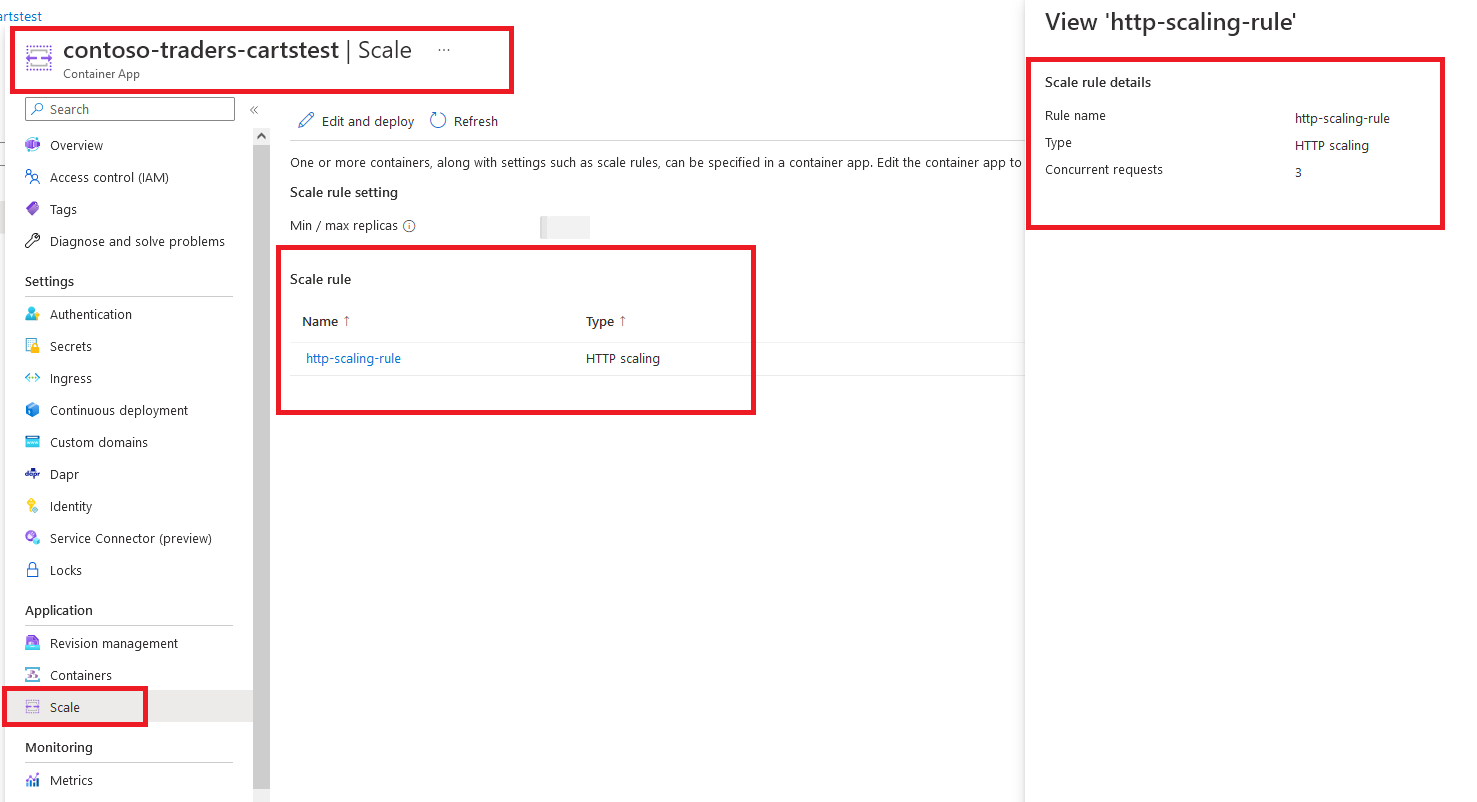 artstest
contoso-traders-cartstest | Scale ...
Container App
Search «
Overview
Access control (IAM)
Tags
Diagnose and solve problems
Settings
Authentication
Secrets
Ingress
Continuous deployment
Custom domains
Dapr
Identity
Service Connector (preview)
Locks
Application
Revision management
Containers
Scale
Monitoring
Metrics
Edit and deploy Refresh
One or more containers, along with settings such as scale rules, can be specified in a container app. Edit the container app to
Scale rule setting
Min / max replicas
Scale rule
Name ↑ Type ↑
http-scaling-rule HTTP scaling
View 'http-scaling-rule'
Scale rule details
Rule name http-scaling-rule
Type HTTP scaling
Concurrent requests 3